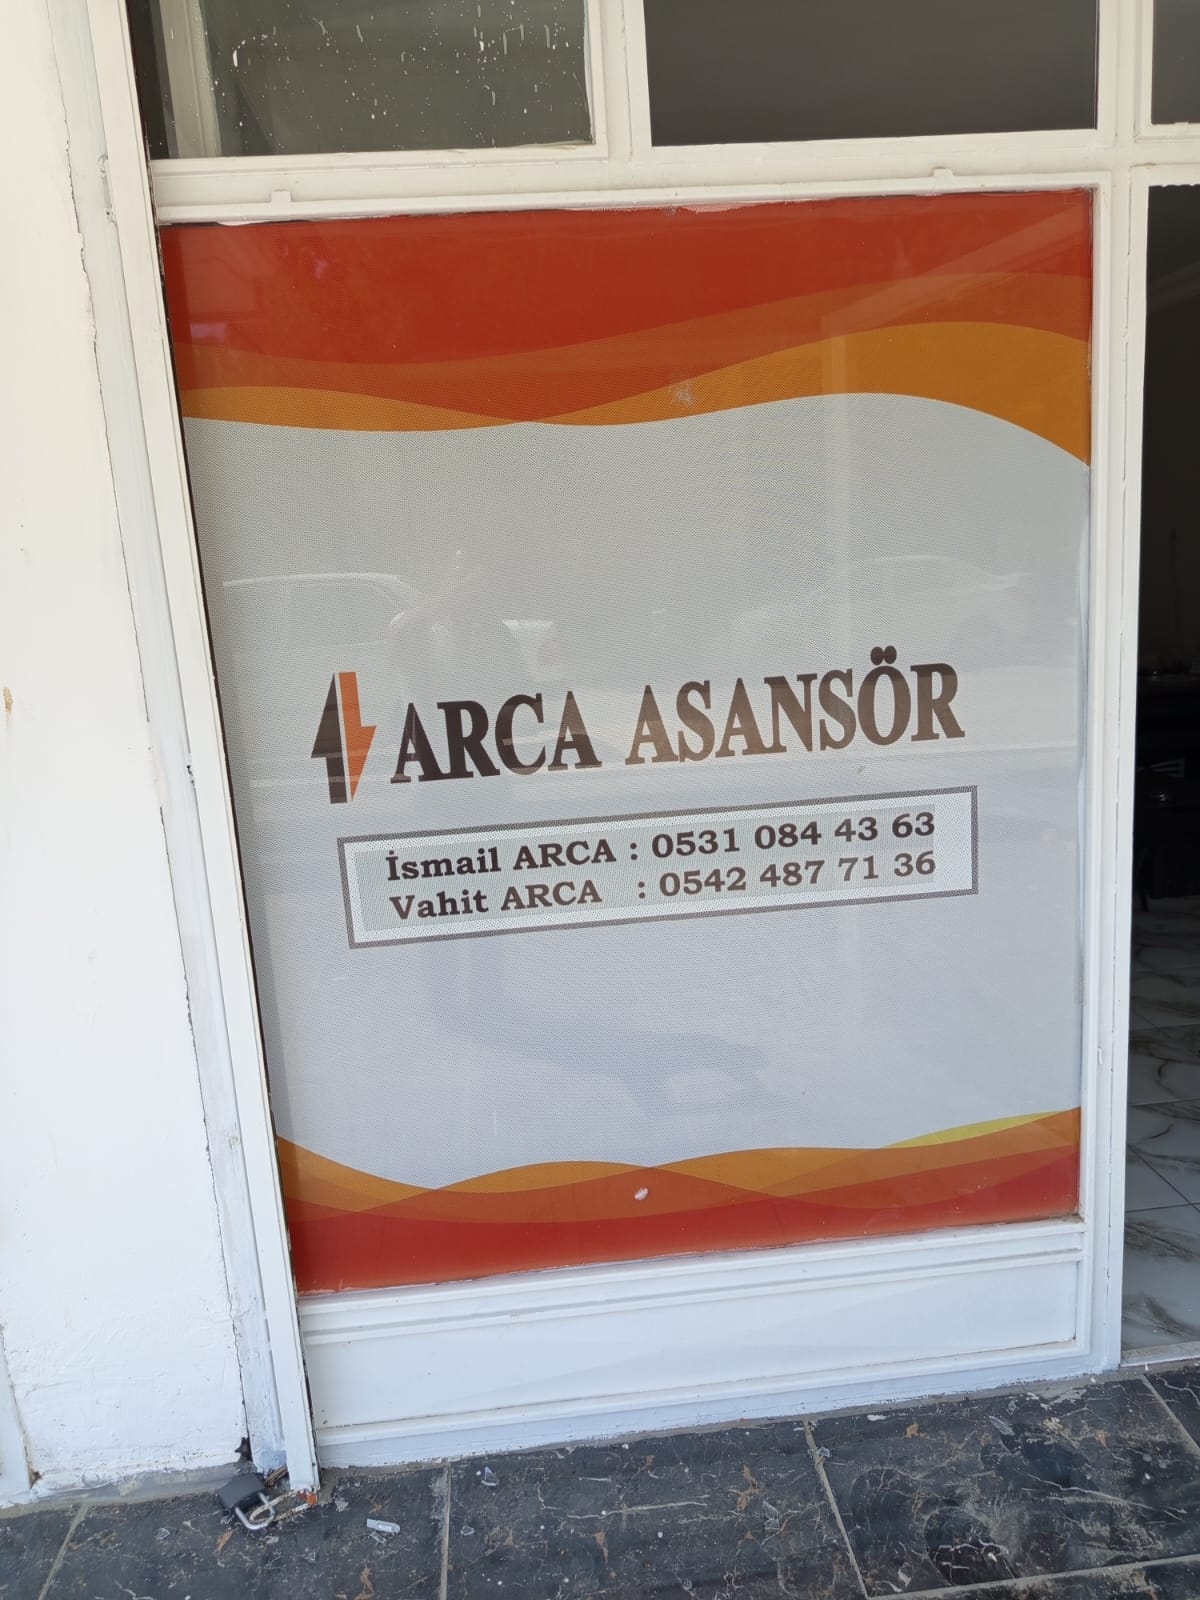 ARCA ASANSÖR
İsmail ARCA : 0531 084 43 63
Vahit ARCA : 0542 487 71 36